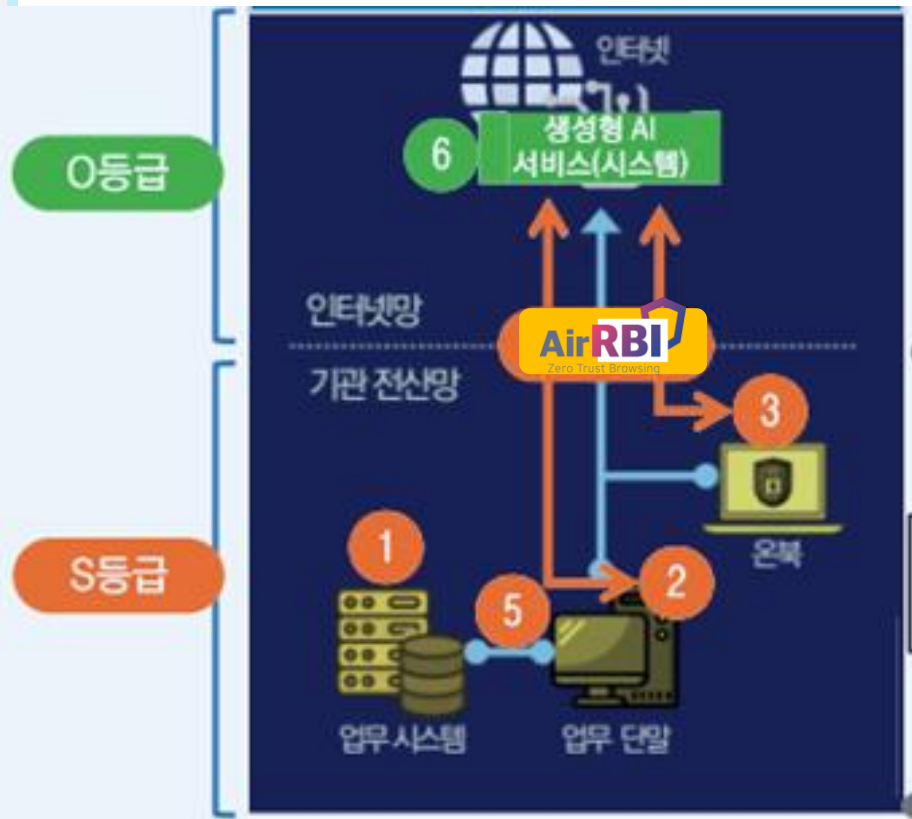 인터넷
생성형 AI
6
서비스(시스템)
O등급
인터넷망
AirRBI
Zero Trust Browsing
기관 전산망
3
온북
S등급
1
2
5
업무 시스템
업무 단말